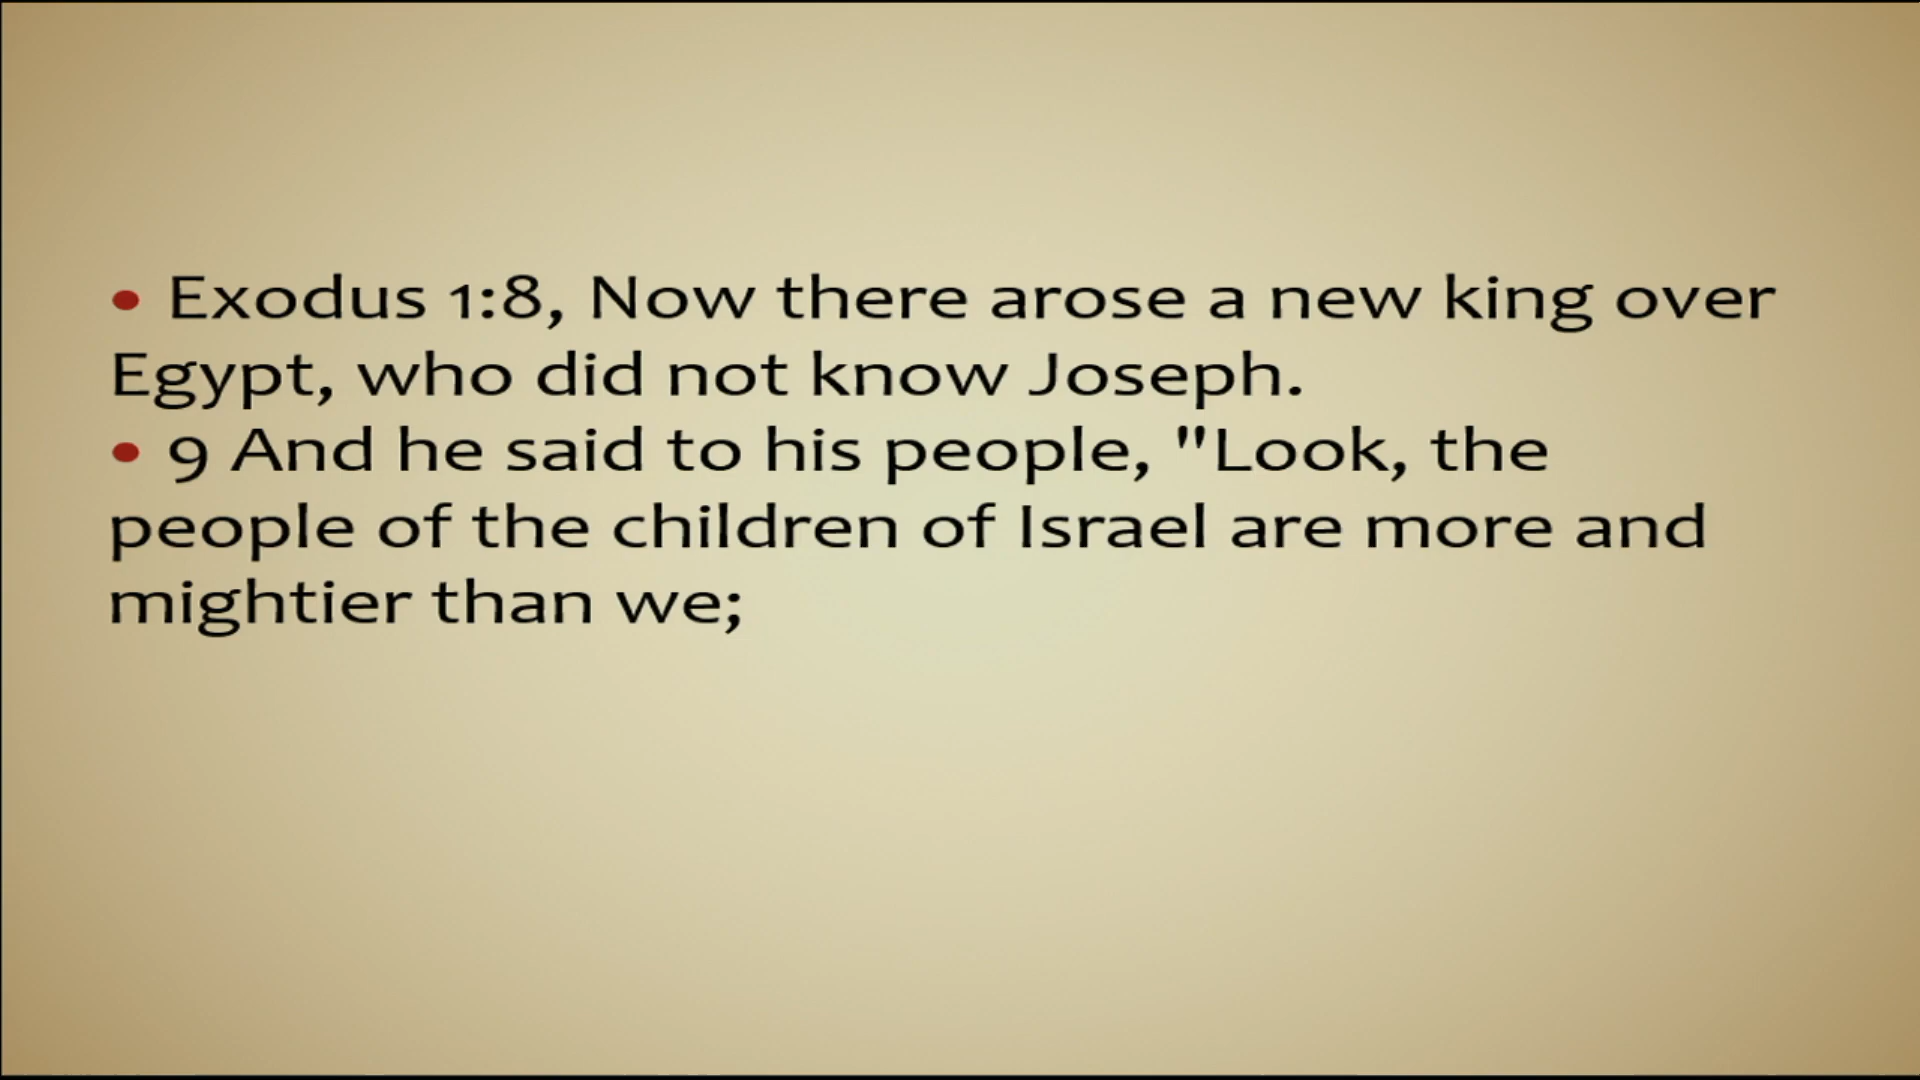 • Exodus 1:8, Now there arose a new king over
Egypt, who did not know Joseph.
• 9 And he said to his people, "Look, the
people of the children of Israel are more and
mightier than we;